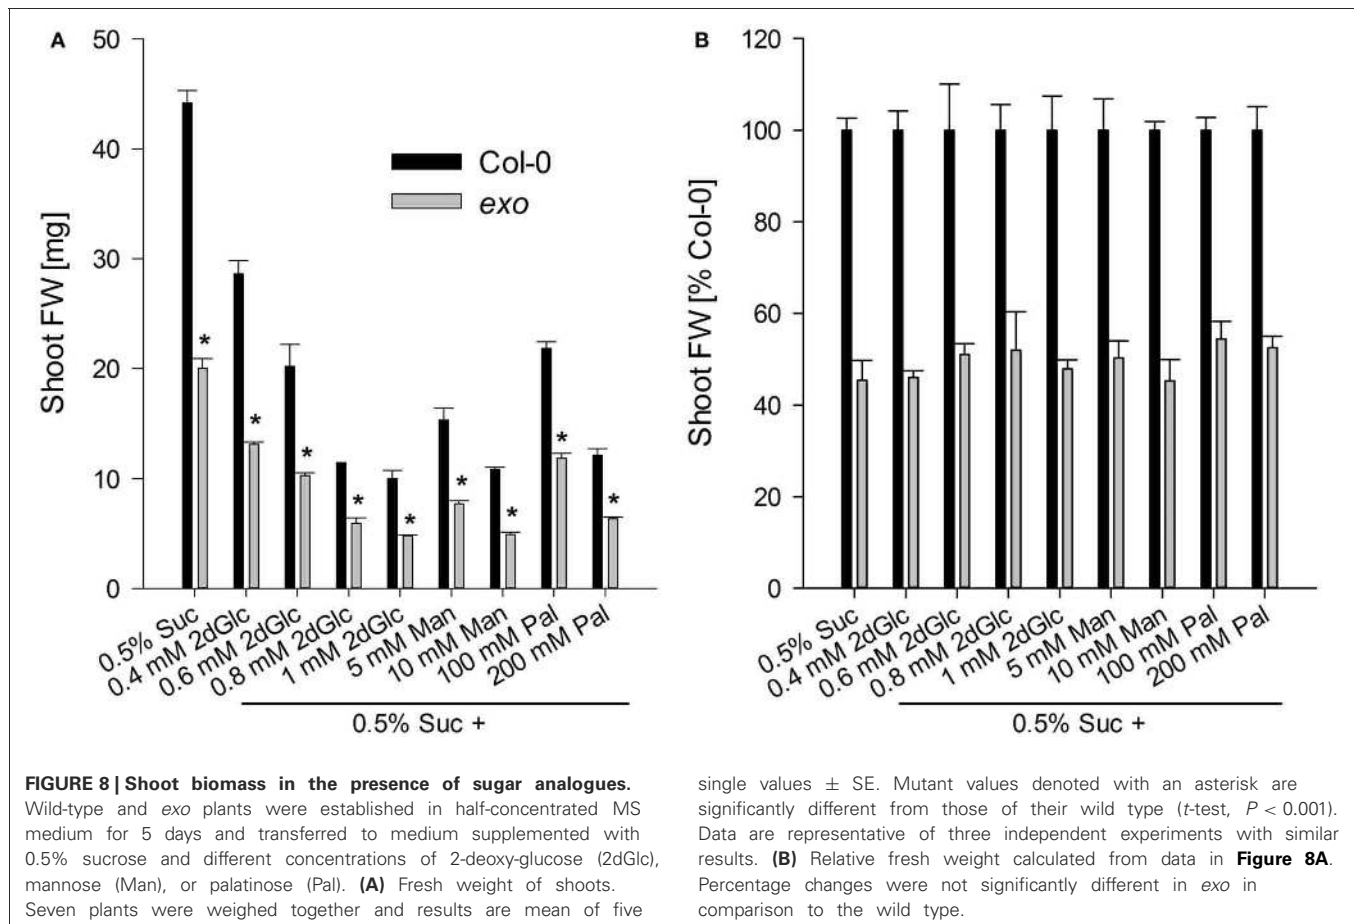 A
50
40
30
20
10
0
Shoot FW [mg]
Col-0
exo
*
*
*
*
*
*
*
*
*
0.5% Suc
0.4 mM 2dGlc
0.6 mM 2dGlc
0.8 mM 2dGlc
1 mM 2dGlc
5 mM Man
10 mM Man
100 mM Pal
200 mM Pal
0.5% Suc +
B
120
100
80
60
40
20
0
Shoot FW [% Col-0]
0.5% Suc
0.4 mM 2dGlc
0.6 mM 2dGlc
0.8 mM 2dGlc
1 mM 2dGlc
5 mM Man
10 mM Man
100 mM Pal
200 mM Pal
0.5% Suc +
FIGURE 8 | Shoot biomass in the presence of sugar analogues.
Wild-type and exo plants were established in half-concentrated MS
medium for 5 days and transferred to medium supplemented with
0.5% sucrose and different concentrations of 2-deoxy-glucose (2dGlc),
mannose (Man), or palatinose (Pal). (A) Fresh weight of shoots.
Seven plants were weighed together and results are mean of five
single values ± SE. Mutant values denoted with an asterisk are
significantly different from those of their wild type (t-test, P < 0.001).
Data are representative of three independent experiments with similar
results. (B) Relative fresh weight calculated from data in Figure 8A.
Percentage changes were not significantly different in exo in
comparison to the wild type.